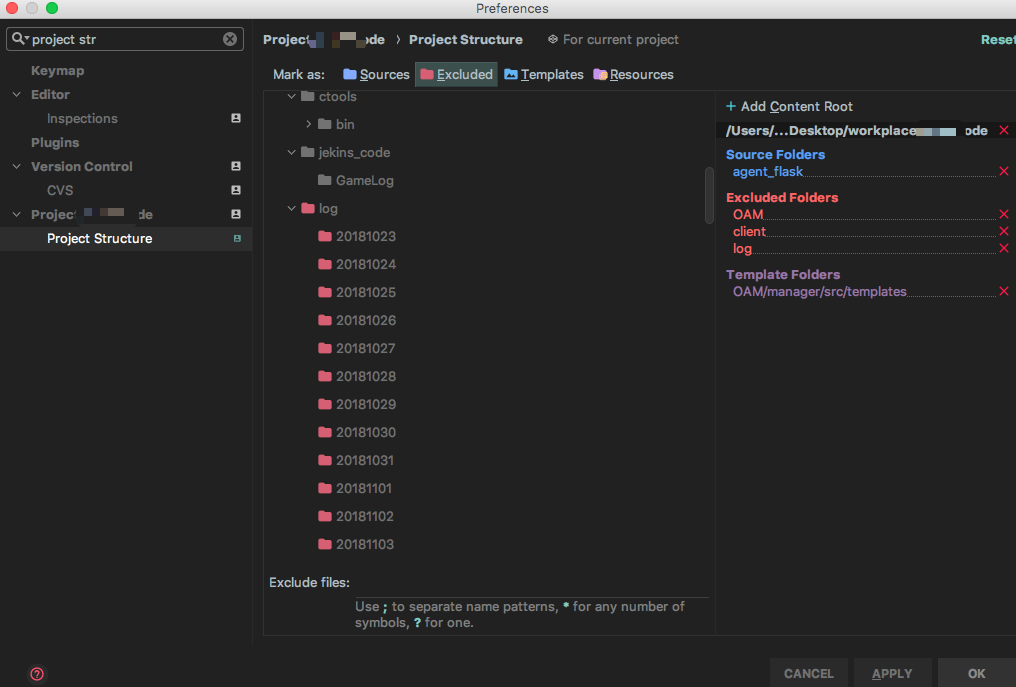 Preferences
project str
Project de › Project Structure For current project Reset
Mark as: Sources Excluded Templates Resources
Keymap
Editor
Inspections
Plugins
Version Control
CVS
Project de
Project Structure
ctools
bin
jekins_code
GameLog
log
20181023
20181024
20181025
20181026
20181027
20181028
20181029
20181030
20181031
20181101
20181102
20181103
Exclude files:
Use ; to separate name patterns, * for any number of
symbols, ? for one.
+ Add Content Root
/Users/...Desktop/workplace ode
Source Folders
agent_flask
Excluded Folders
OAM
client
log
Template Folders
OAM/manager/src/templates
CANCEL APPLY OK